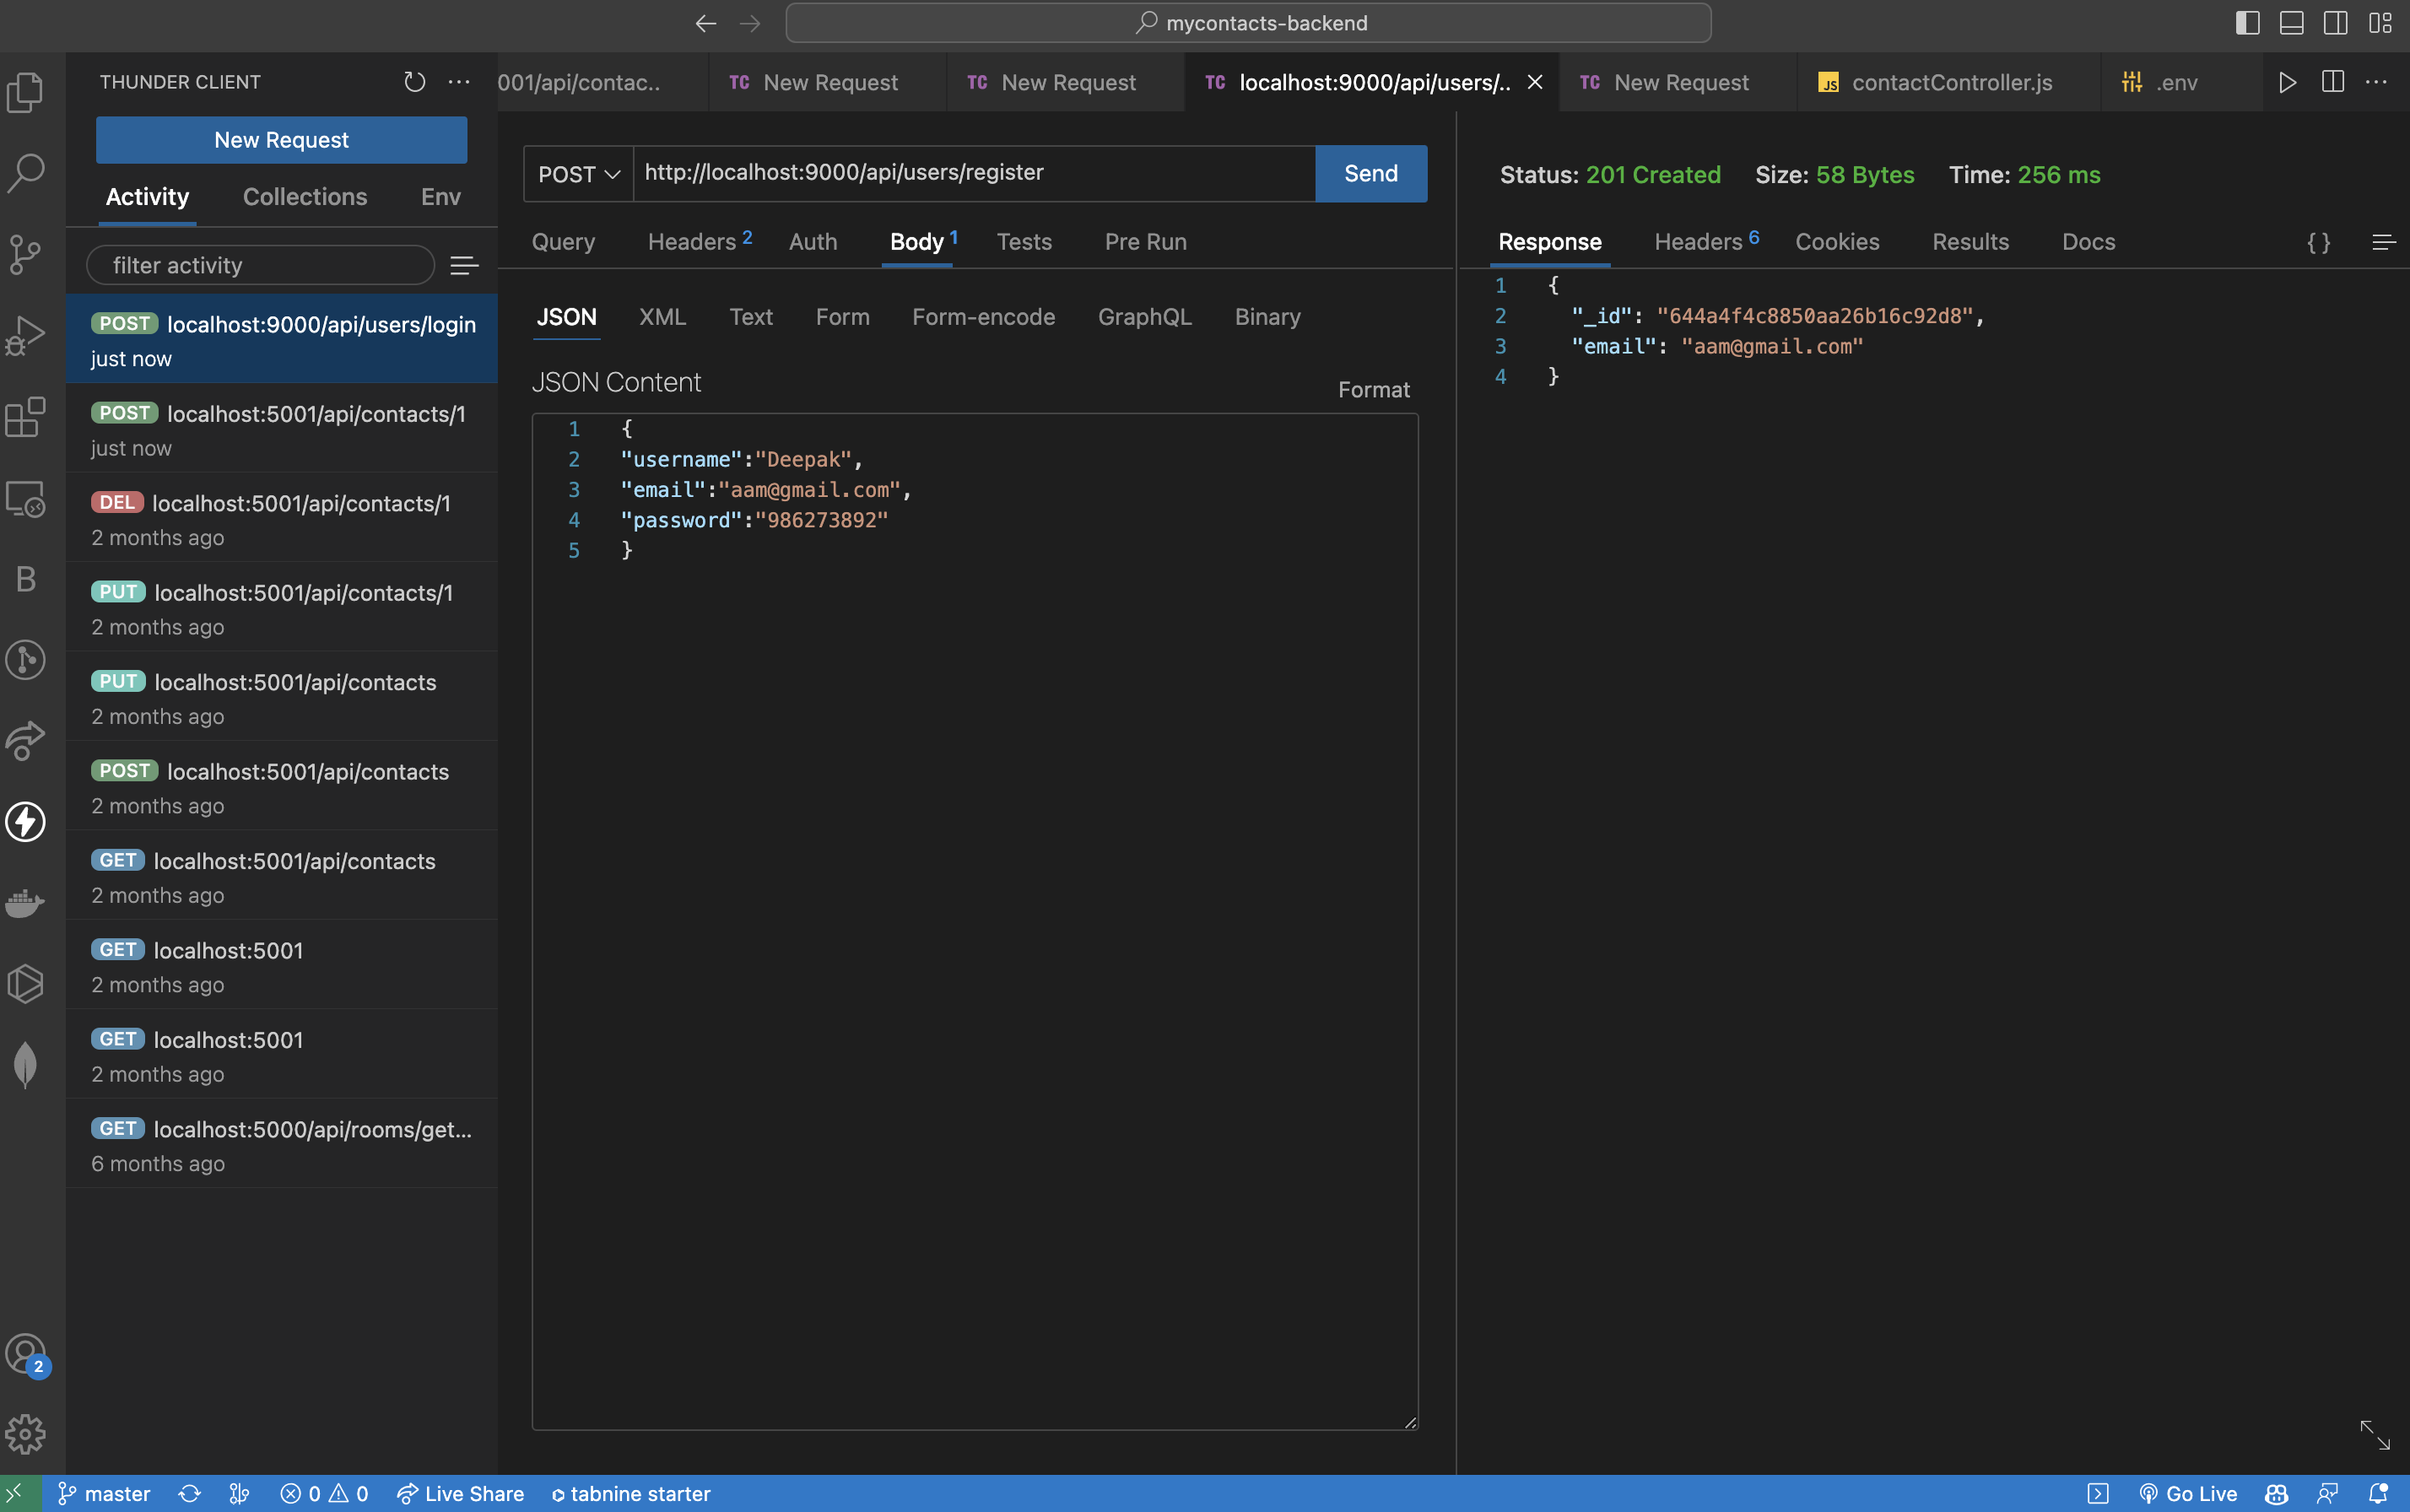 mycontacts-backend
THUNDER CLIENT
New Request
Activity Collections Env
filter activity
POST localhost:9000/api/users/login
just now
POST localhost:5001/api/contacts/1
just now
DEL localhost:5001/api/contacts/1
2 months ago
PUT localhost:5001/api/contacts/1
2 months ago
PUT localhost:5001/api/contacts
2 months ago
POST localhost:5001/api/contacts
2 months ago
GET localhost:5001/api/contacts
2 months ago
GET localhost:5001
2 months ago
GET localhost:5001
2 months ago
GET localhost:5000/api/rooms/get...
6 months ago
B
2
001/api/contac.. TC New Request TC New Request TC localhost:9000/api/users/.. TC New Request JS contactController.js .env
POST http://localhost:9000/api/users/register Send
Query Headers 2 Auth Body 1 Tests Pre Run
JSON XML Text Form Form-encode GraphQL Binary
JSON Content
Format
1 {
2 "username":"Deepak",
3 "email":"aam@gmail.com",
4 "password":"986273892"
5 }
Status: 201 Created Size: 58 Bytes Time: 256 ms
Response Headers 6 Cookies Results Docs { }
1 {
2 "_id": "644a4f4c8850aa26b16c92d8",
3 "email": "aam@gmail.com"
4 }
master 0 0 Live Share tabnine starter Go Live